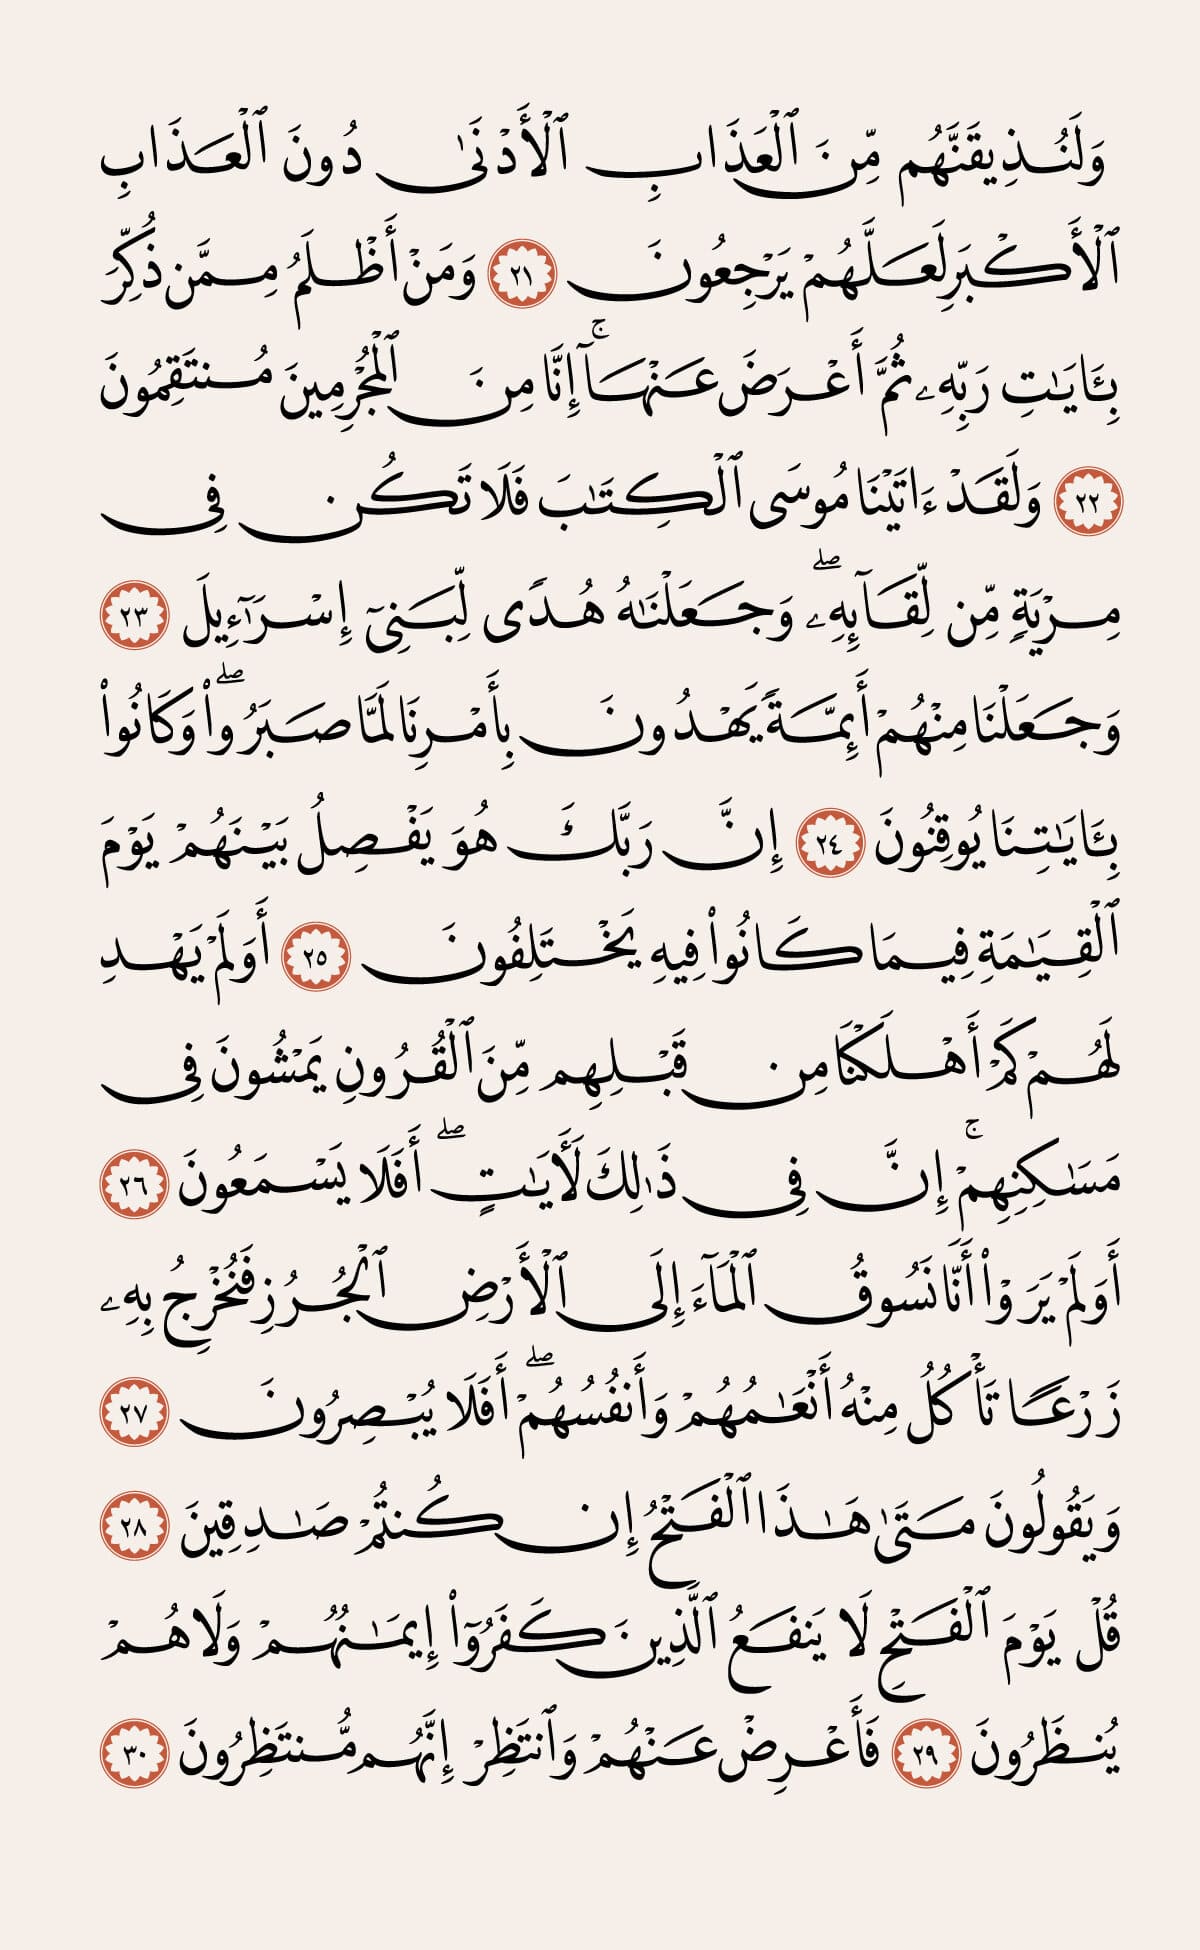 وَلَنُذِيقَنَّهُم مِّنَ ٱلْعَذَابِ ٱلْأَدْنَىٰ دُونَ ٱلْعَذَابِ
ٱلْأَكْبَرِ لَعَلَّهُمْ يَرْجِعُونَ ٢١ وَمَنْ أَظْلَمُ مِمَّن ذُكِّرَ
بِـَٔايَـٰتِ رَبِّهِۦ ثُمَّ أَعْرَضَ عَنْهَآ ۚ إِنَّا مِنَ ٱلْمُجْرِمِينَ مُنتَقِمُونَ
٢٢ وَلَقَدْ ءَاتَيْنَا مُوسَى ٱلْكِتَـٰبَ فَلَا تَكُن فِى
مِرْيَةٍ مِّن لِّقَآئِهِۦ ۖ وَجَعَلْنَـٰهُ هُدًى لِّبَنِىٓ إِسْرَٰٓءِيلَ ٢٣
وَجَعَلْنَا مِنْهُمْ أَئِمَّةً يَهْدُونَ بِأَمْرِنَا لَمَّا صَبَرُوا۟ ۖ وَكَانُوا۟
بِـَٔايَـٰتِنَا يُوقِنُونَ ٢٤ إِنَّ رَبَّكَ هُوَ يَفْصِلُ بَيْنَهُمْ يَوْمَ
ٱلْقِيَـٰمَةِ فِيمَا كَانُوا۟ فِيهِ يَخْتَلِفُونَ ٢٥ أَوَلَمْ يَهْدِ
لَهُمْ كَمْ أَهْلَكْنَا مِن قَبْلِهِم مِّنَ ٱلْقُرُونِ يَمْشُونَ فِى
مَسَـٰكِنِهِمْ ۚ إِنَّ فِى ذَٰلِكَ لَـَٔايَـٰتٍ ۖ أَفَلَا يَسْمَعُونَ ٢٦
أَوَلَمْ يَرَوْا۟ أَنَّا نَسُوقُ ٱلْمَآءَ إِلَى ٱلْأَرْضِ ٱلْجُرُزِ فَنُخْرِجُ بِهِۦ
زَرْعًا تَأْكُلُ مِنْهُ أَنْعَـٰمُهُمْ وَأَنفُسُهُمْ ۖ أَفَلَا يُبْصِرُونَ ٢٧
وَيَقُولُونَ مَتَىٰ هَـٰذَا ٱلْفَتْحُ إِن كُنتُمْ صَـٰدِقِينَ ٢٨
قُلْ يَوْمَ ٱلْفَتْحِ لَا يَنفَعُ ٱلَّذِينَ كَفَرُوٓا۟ إِيمَـٰنُهُمْ وَلَا هُمْ
يُنظَرُونَ ٢٩ فَأَعْرِضْ عَنْهُمْ وَٱنتَظِرْ إِنَّهُم مُّنتَظِرُونَ ٣٠